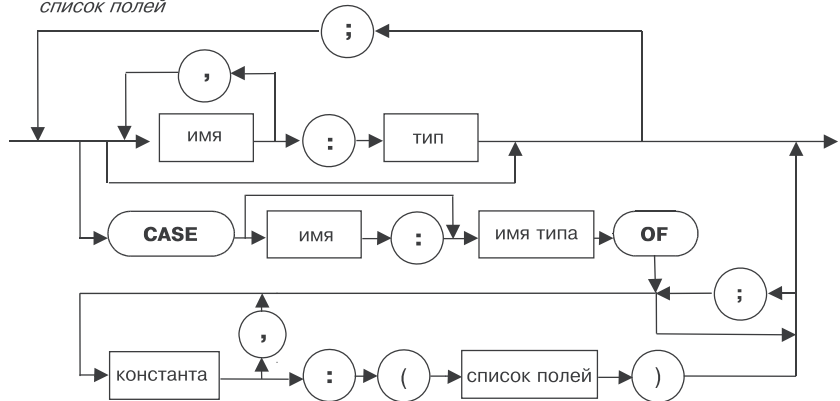 список полей
;
,
имя : тип
CASE имя : имя типа OF
;
,
константа : ( список полей )